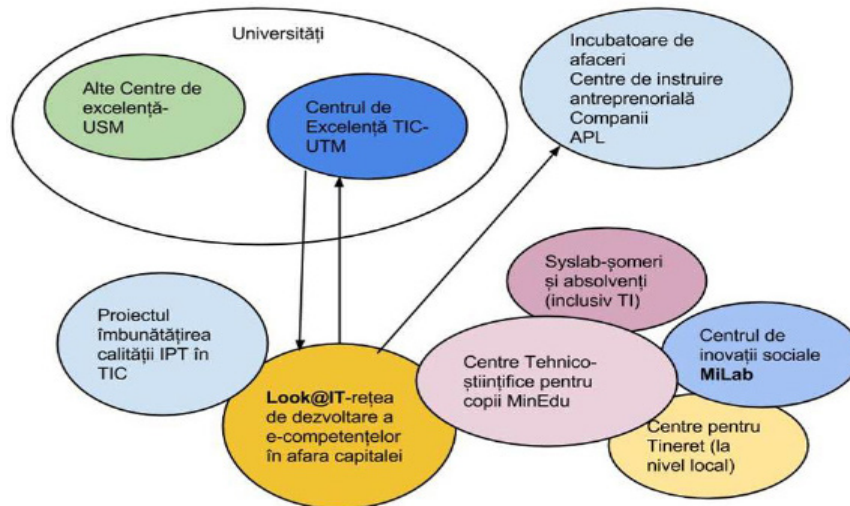 Universități
Alte Centre de
excelență-
USM
Centrul de
Excelență TIC-
UTM
Incubatoare de
afaceri
Centre de instruire
antreprenorială
Companii
APL
Syslab-șomeri
și absolvenți
(inclusiv TI)
Proiectul
îmbunătățirea
calității IPT în
TIC
Look@IT-rețea
de dezvoltare a
e-competențelor
în afara capitalei
Centre Tehnico-
științifice pentru
copii MinEdu
Centrul de
inovații sociale
MiLab
Centre pentru
Tineret (la
nivel local)